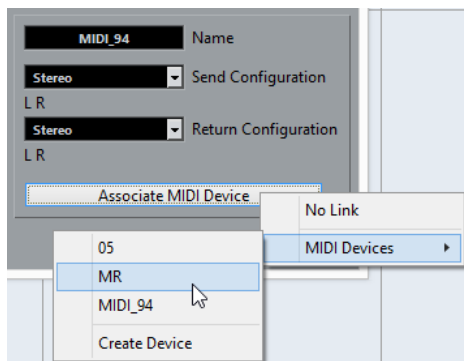 MIDI_94 Name
Stereo Send Configuration
L R
Stereo Return Configuration
L R
Associate MIDI Device
No Link
MIDI Devices
05
MR
MIDI_94
Create Device